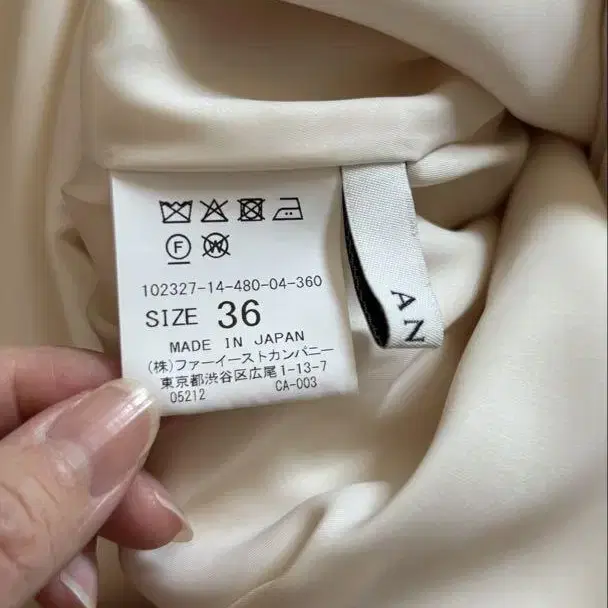 F W
102327-14-480-04-360
SIZE 36
MADE IN JAPAN
(株)ファーイーストカンパニー
東京都渋谷区広尾1-13-7
05212 CA-003
AN